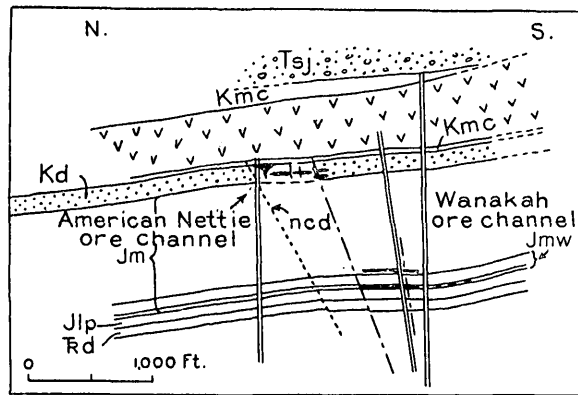 N.
S.
Tsj
Kmc
Kmc
Kd
American Nettie
ore channel
Wanakah
ore channel
ncd
Jm
Jmw
Jlp
Ꞃd
0 1,000 Ft.